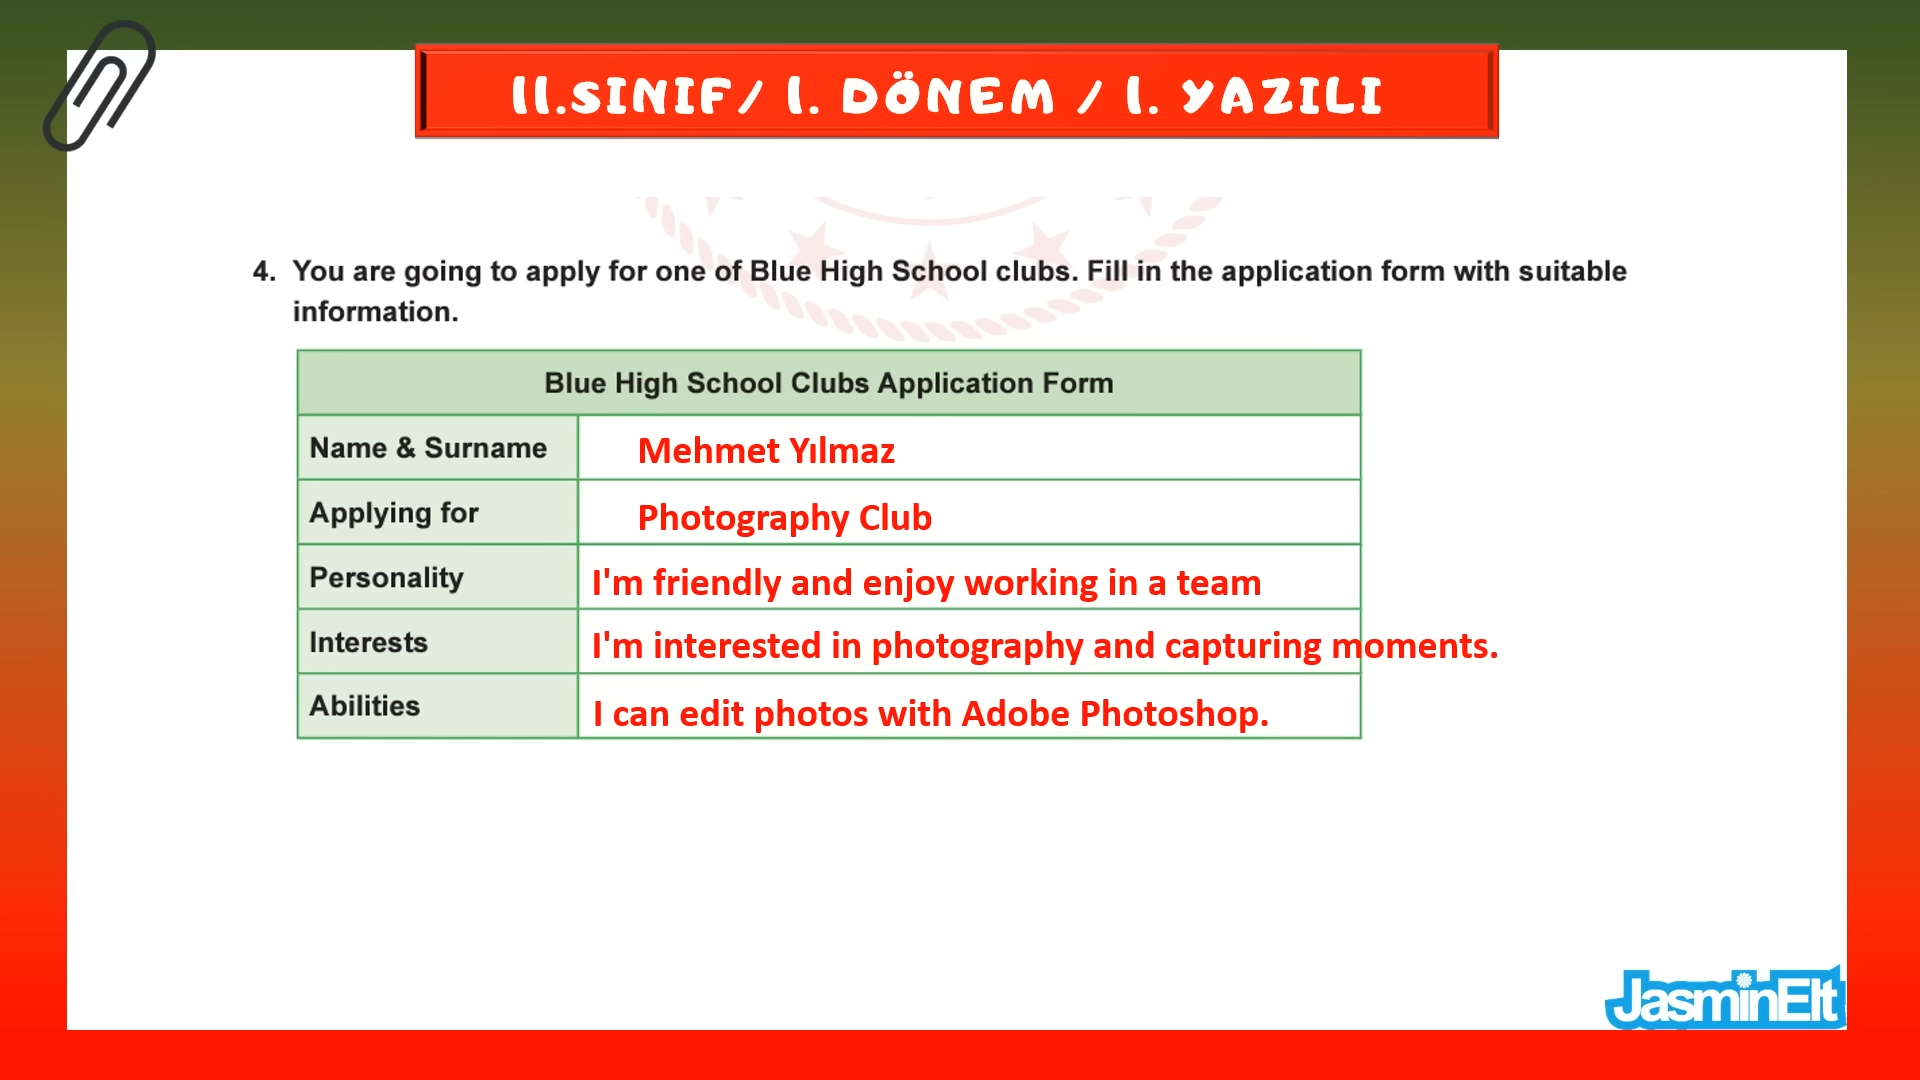 11.SINIF/ 1. DÖNEM / 1. YAZILI
4. You are going to apply for one of Blue High School clubs. Fill in the application form with suitable
information.
Blue High School Clubs Application Form
Name & Surname Mehmet Yılmaz
Applying for Photography Club
Personality I'm friendly and enjoy working in a team
Interests I'm interested in photography and capturing moments.
Abilities I can edit photos with Adobe Photoshop.
JasminElt